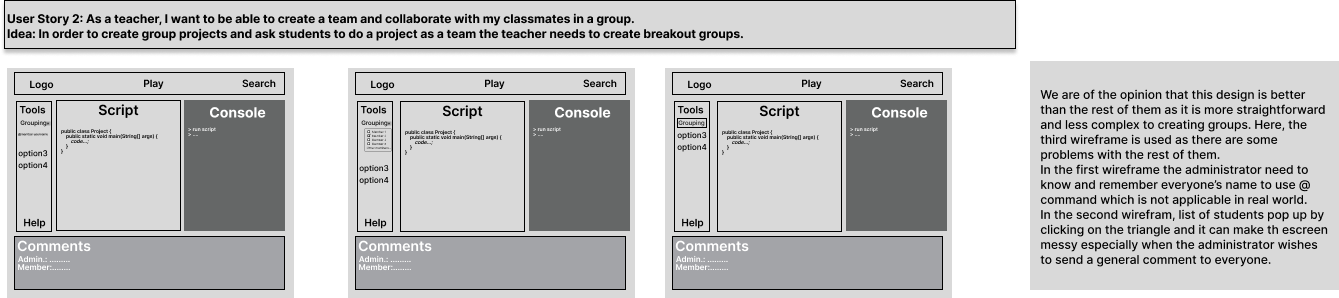 User Story 2: As a teacher, I want to be able to create a team and collaborate with my classmates in a group.
Idea: In order to create group projects and ask students to do a project as a team the teacher needs to create breakout groups.
Logo
Play
Search
Tools
Grouping
option3
option4
Help
Script
public class Project {
public static void main(String[] args) {
code...;
}
}
Console
> run script
> ...
Comments
Admin.: .........
Member:........
Logo
Play
Search
Tools
Grouping
option3
option4
Help
Script
public class Project {
public static void main(String[] args) {
code...;
}
}
Console
> run script
> ...
Comments
Admin.: .........
Member:........
Logo
Play
Search
Tools
Grouping
option3
option4
Help
Script
public class Project {
public static void main(String[] args) {
code...;
}
}
Console
> run script
> ...
Comments
Admin.: .........
Member:........
We are of the opinion that this design is better
than the rest of them as it is more straightforward
and less complex to creating groups. Here, the
third wireframe is used as there are some
problems with the rest of them.
In the first wireframe the administrator need to
know and remember everyone's name to use @
command which is not applicable in real world.
In the second wirefram, list of students pop up by
clicking on the triangle and it can make th escreen
messy especially when the administrator wishes
to send a general comment to everyone.